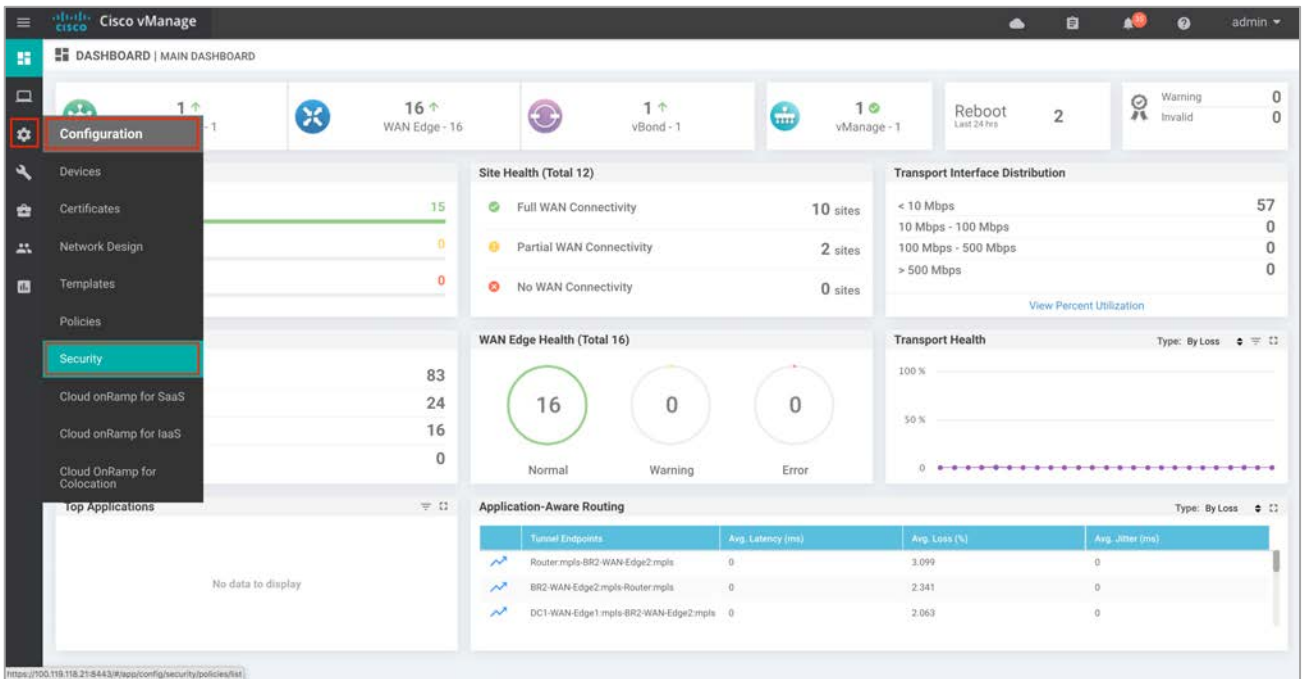 cisco Cisco vManage
35
admin
DASHBOARD | MAIN DASHBOARD
1
- 1
16
WAN Edge - 16
1
vBond - 1
1
vManage - 1
Reboot
Last 24 hrs
2
Warning 0
Invalid 0
Configuration
Devices
Certificates
Network Design
Templates
Policies
Security
Cloud onRamp for SaaS
Cloud onRamp for IaaS
Cloud OnRamp for
Colocation
15
0
0
Site Health (Total 12)
Full WAN Connectivity 10 sites
Partial WAN Connectivity 2 sites
No WAN Connectivity 0 sites
Transport Interface Distribution
< 10 Mbps 57
10 Mbps - 100 Mbps 0
100 Mbps - 500 Mbps 0
> 500 Mbps 0
View Percent Utilization
83
24
16
0
WAN Edge Health (Total 16)
16 0 0
Normal Warning Error
Transport Health Type: By Loss
100 %
50 %
0
Top Applications
No data to display
Application-Aware Routing Type: By Loss
Tunnel Endpoints Avg. Latency (ms) Avg. Loss (%) Avg. Jitter (ms)
Router:mpls-BR2-WAN-Edge2:mpls 0 3.099 0
BR2-WAN-Edge2:mpls-Router:mpls 0 2.341 0
DC1-WAN-Edge1:mpls-BR2-WAN-Edge2:mpls 0 2.063 0
https://100.119.118.21:8443/#/app/config/security/policies/list